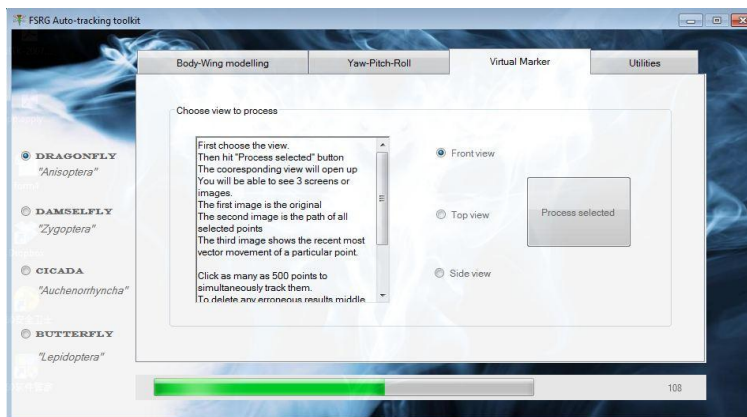 FSRG Auto-tracking toolkit
Body-Wing modelling
Yaw-Pitch-Roll
Virtual Marker
Utilities
Choose view to process
First choose the view.
Then hit "Process selected" button
The cooresponding view will open up
You will be able to see 3 screens or
images.
The first image is the original
The second image is the path of all
selected points
The third image shows the recent most
vector movement of a particular point.
Click as many as 500 points to
simultaneously track them.
To delete any erroneous results middle
Front view
Top view
Side view
Process selected
DRAGONFLY
"Anisoptera"
DAMSELFLY
"Zygoptera"
CICADA
"Auchenorrhyncha"
BUTTERFLY
"Lepidoptera"
108